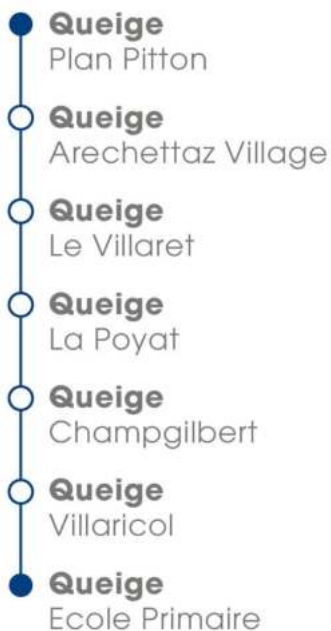 Queige
Plan Pitton
Queige
Arechettaz Village
Queige
Le Villaret
Queige
La Poyat
Queige
Champgilbert
Queige
Villaricol
Queige
Ecole Primaire